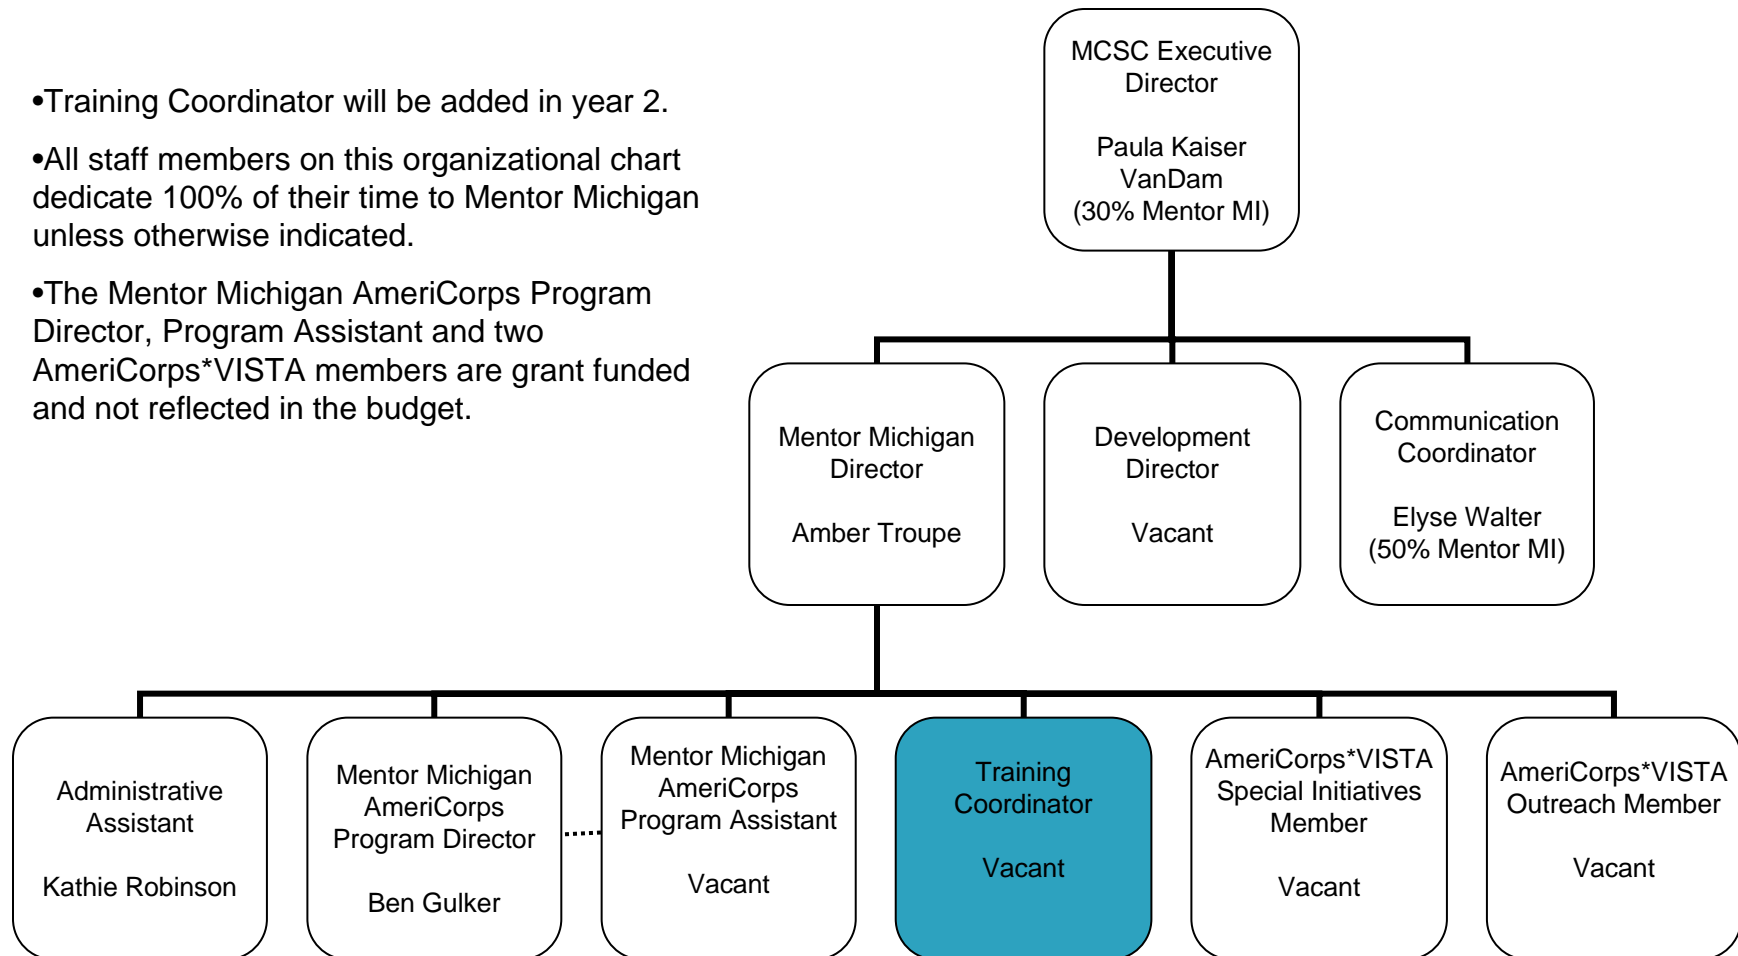 •Training Coordinator will be added in year 2.
•All staff members on this organizational chart
dedicate 100% of their time to Mentor Michigan
unless otherwise indicated.
•The Mentor Michigan AmeriCorps Program
Director, Program Assistant and two
AmeriCorps*VISTA members are grant funded
and not reflected in the budget.
MCSC Executive
Director
Paula Kaiser
VanDam
(30% Mentor MI)
Mentor Michigan
Director
Amber Troupe
Development
Director
Vacant
Communication
Coordinator
Elyse Walter
(50% Mentor MI)
Administrative
Assistant
Kathie Robinson
Mentor Michigan
AmeriCorps
Program Director
Ben Gulker
Mentor Michigan
AmeriCorps
Program Assistant
Vacant
Training
Coordinator
Vacant
AmeriCorps*VISTA
Special Initiatives
Member
Vacant
AmeriCorps*VISTA
Outreach Member
Vacant